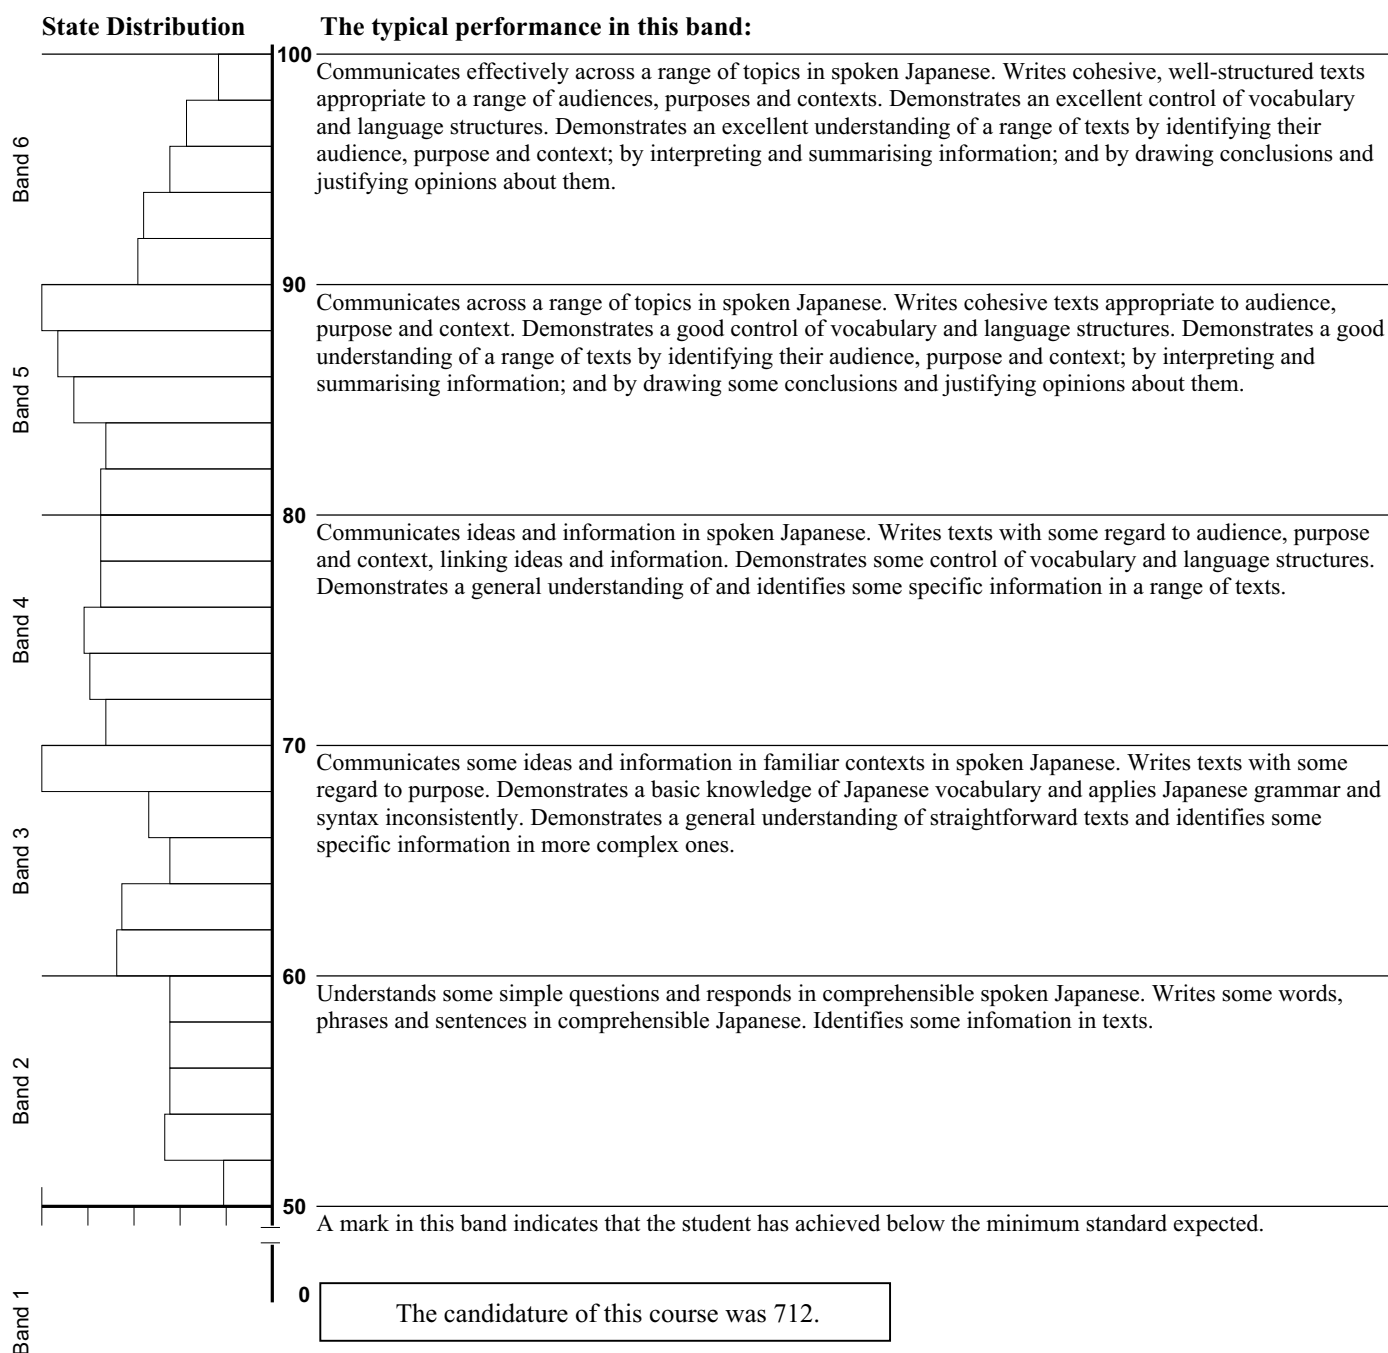 State Distribution
The typical performance in this band:
100
Communicates effectively across a range of topics in spoken Japanese. Writes cohesive, well-structured texts
appropriate to a range of audiences, purposes and contexts. Demonstrates an excellent control of vocabulary
and language structures. Demonstrates an excellent understanding of a range of texts by identifying their
audience, purpose and context; by interpreting and summarising information; and by drawing conclusions and
justifying opinions about them.
Band 6
90
Communicates across a range of topics in spoken Japanese. Writes cohesive texts appropriate to audience,
purpose and context. Demonstrates a good control of vocabulary and language structures. Demonstrates a good
understanding of a range of texts by identifying their audience, purpose and context; by interpreting and
summarising information; and by drawing some conclusions and justifying opinions about them.
Band 5
80
Communicates ideas and information in spoken Japanese. Writes texts with some regard to audience, purpose
and context, linking ideas and information. Demonstrates some control of vocabulary and language structures.
Demonstrates a general understanding of and identifies some specific information in a range of texts.
Band 4
70
Communicates some ideas and information in familiar contexts in spoken Japanese. Writes texts with some
regard to purpose. Demonstrates a basic knowledge of Japanese vocabulary and applies Japanese grammar and
syntax inconsistently. Demonstrates a general understanding of straightforward texts and identifies some
specific information in more complex ones.
Band 3
60
Understands some simple questions and responds in comprehensible spoken Japanese. Writes some words,
phrases and sentences in comprehensible Japanese. Identifies some infomation in texts.
Band 2
50
A mark in this band indicates that the student has achieved below the minimum standard expected.
Band 1
0
The candidature of this course was 712.